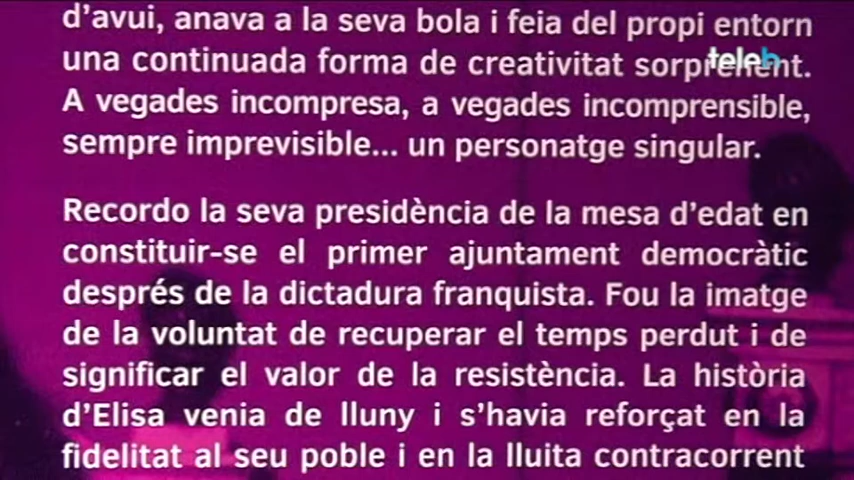 d’avui, anava a la seva bola i feia del propi entorn
una continuada forma de creativitat sorprenent.
teleb
A vegades incompresa, a vegades incomprensible,
sempre imprevisible... un personatge singular.
Recordo la seva presidència de la mesa d’edat en
constituir-se el primer ajuntament democràtic
després de la dictadura franquista. Fou la imatge
de la voluntat de recuperar el temps perdut i de
significar el valor de la resistència. La història
d’Elisa venia de lluny i s’havia reforçat en la
fidelitat al seu poble i en la lluita contracorrent